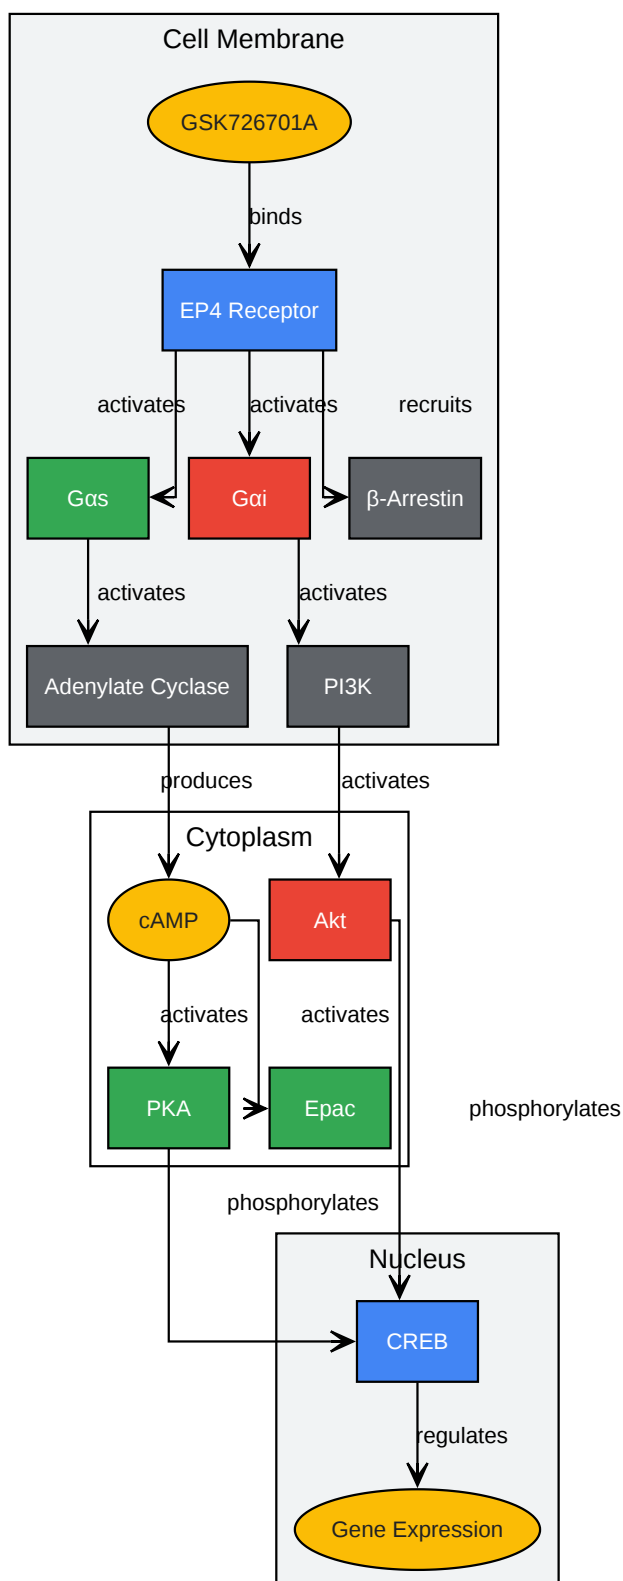 Cell Membrane
GSK726701A
binds
EP4 Receptor
activates
activates
recruits
Gαs
Gαi
β-Arrestin
activates
activates
Adenylate Cyclase
PI3K
produces
activates
Cytoplasm
cAMP
Akt
activates
activates
PKA
Epac
phosphorylates
phosphorylates
Nucleus
CREB
regulates
Gene Expression